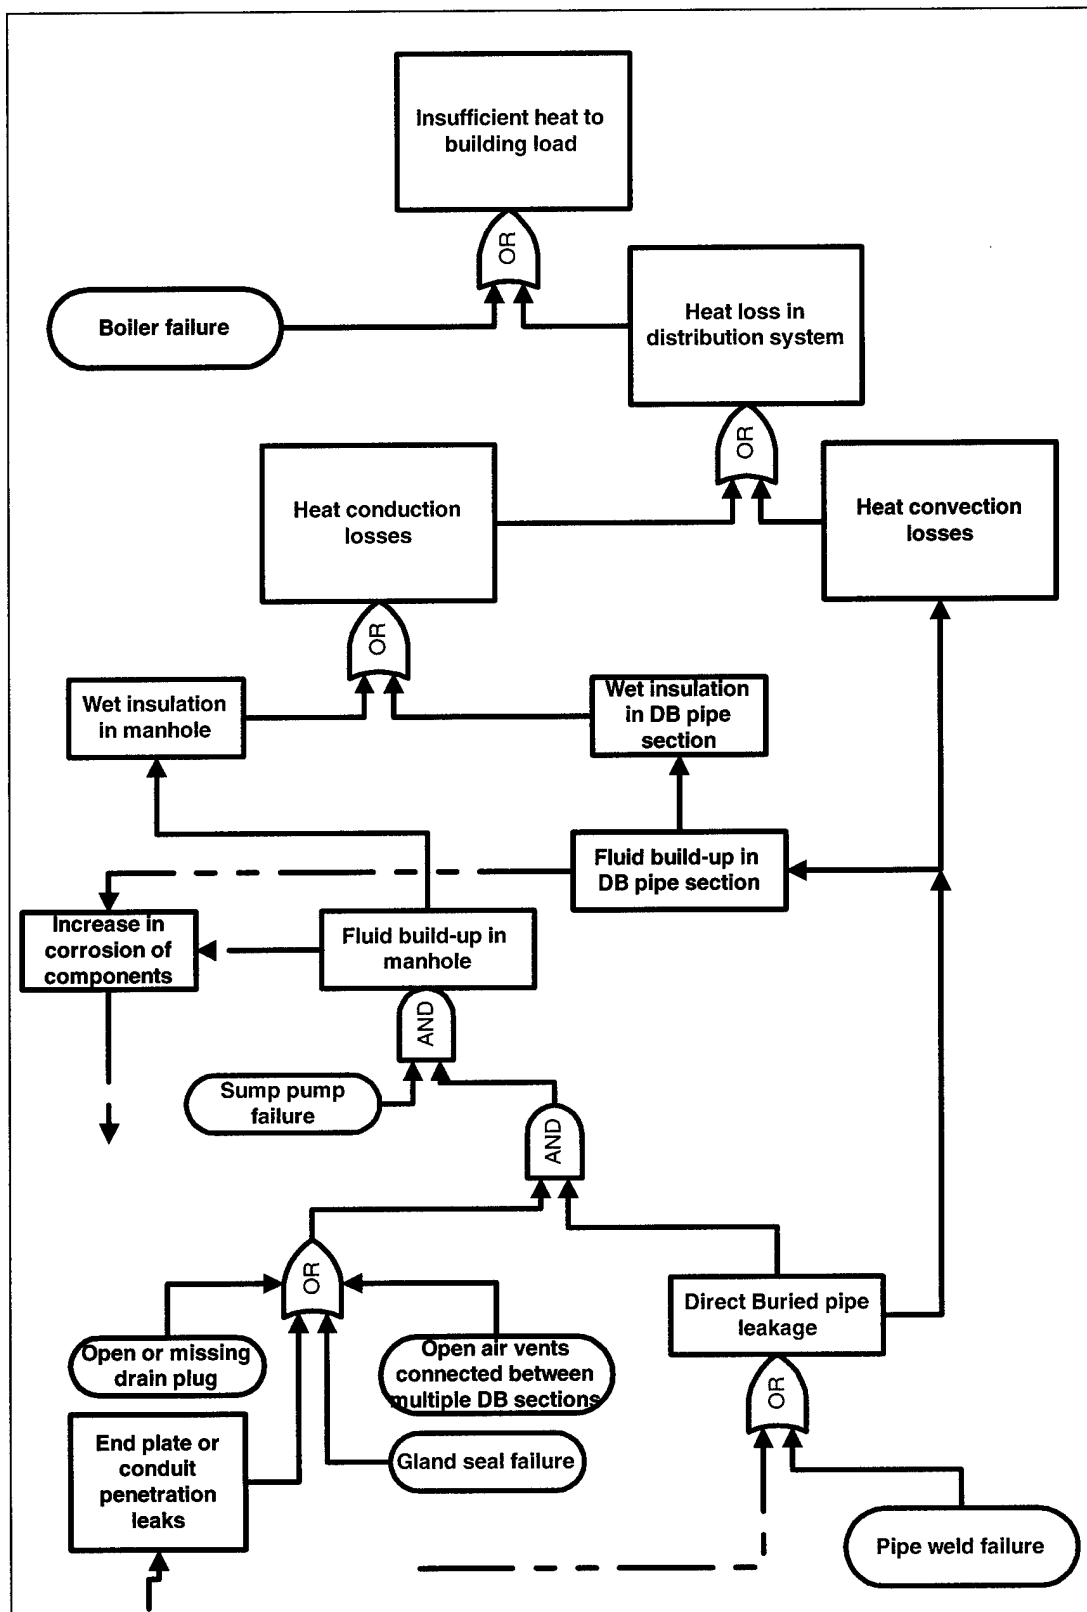 Insufficient heat to
building load
OR
Boiler failure
Heat loss in
distribution system
OR
Heat conduction
losses
Heat convection
losses
OR
Wet insulation
in manhole
Wet insulation
in DB pipe
section
Fluid build-up in
DB pipe section
Increase in
corrosion of
components
Fluid build-up in
manhole
AND
Sump pump
failure
AND
OR
Direct Buried pipe
leakage
Open or missing
drain plug
Open air vents
connected between
multiple DB sections
OR
End plate or
conduit
penetration
leaks
Gland seal failure
Pipe weld failure